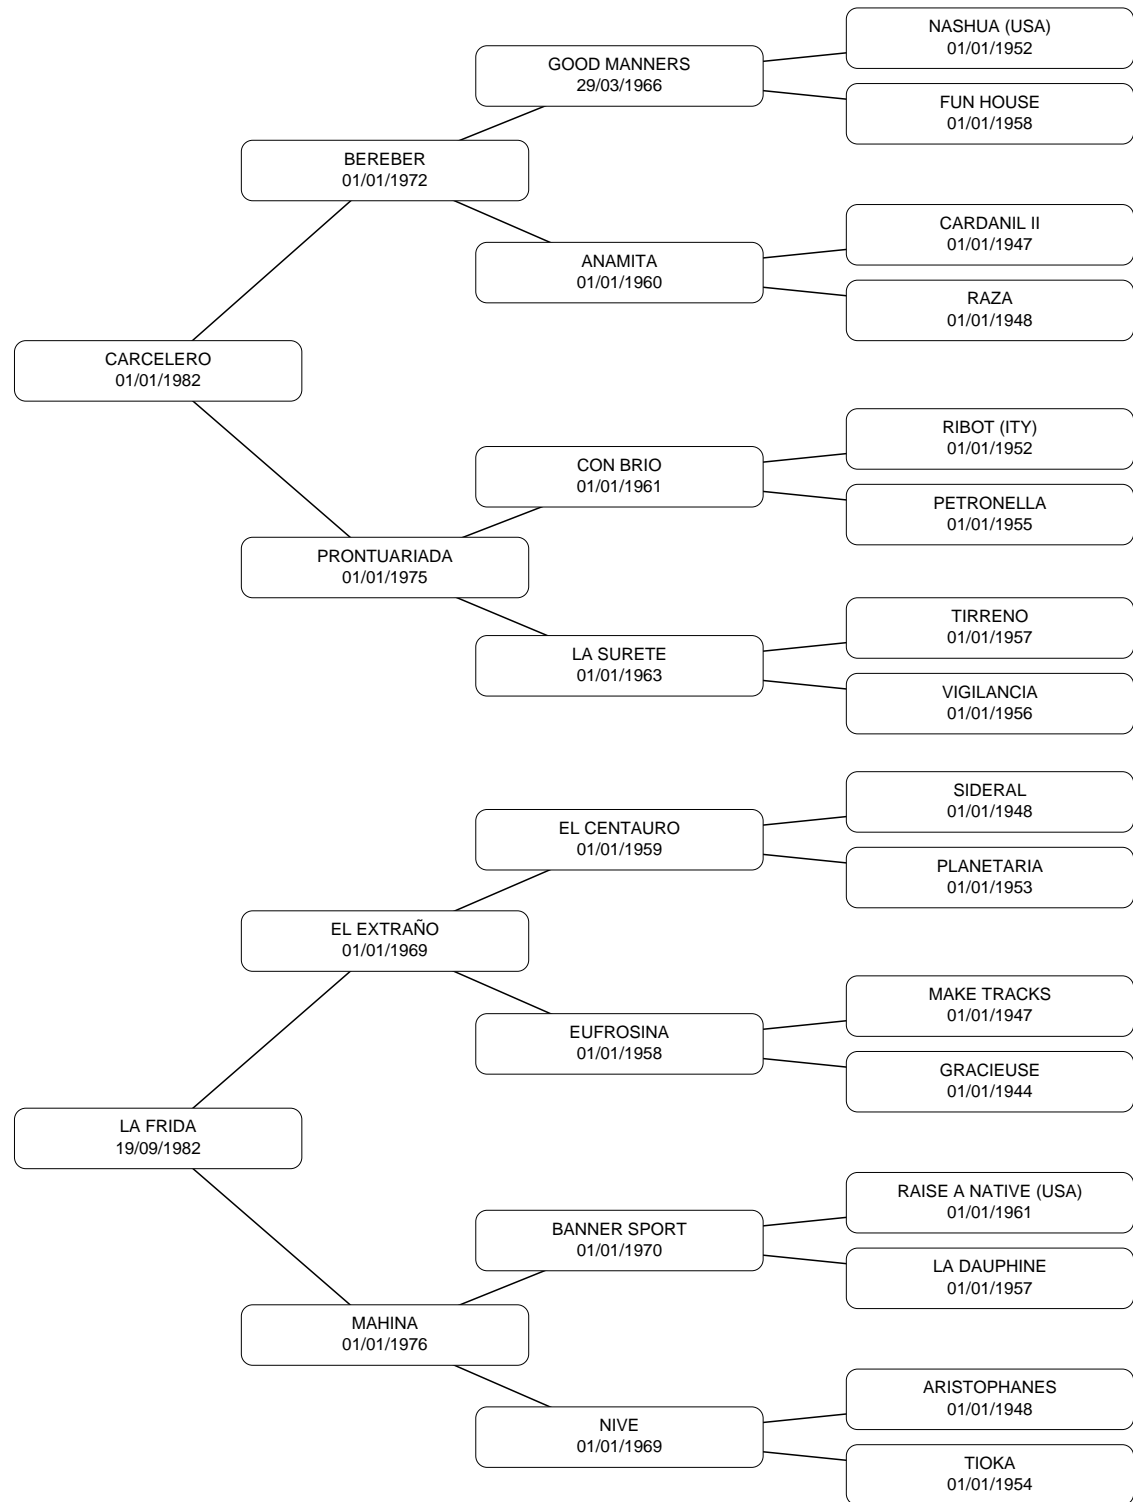 NASHUA (USA)
01/01/1952
GOOD MANNERS
29/03/1966
FUN HOUSE
01/01/1958
BEREBER
01/01/1972
CARDANIL II
01/01/1947
ANAMITA
01/01/1960
RAZA
01/01/1948
CARCELERO
01/01/1982
RIBOT (ITY)
01/01/1952
CON BRIO
01/01/1961
PETRONELLA
01/01/1955
PRONTUARIADA
01/01/1975
TIRRENO
01/01/1957
LA SURETE
01/01/1963
VIGILANCIA
01/01/1956
SIDERAL
01/01/1948
EL CENTAURO
01/01/1959
PLANETARIA
01/01/1953
EL EXTRAÑO
01/01/1969
MAKE TRACKS
01/01/1947
EUFROSINA
01/01/1958
GRACIEUSE
01/01/1944
LA FRIDA
19/09/1982
RAISE A NATIVE (USA)
01/01/1961
BANNER SPORT
01/01/1970
LA DAUPHINE
01/01/1957
MAHINA
01/01/1976
ARISTOPHANES
01/01/1948
NIVE
01/01/1969
TIOKA
01/01/1954